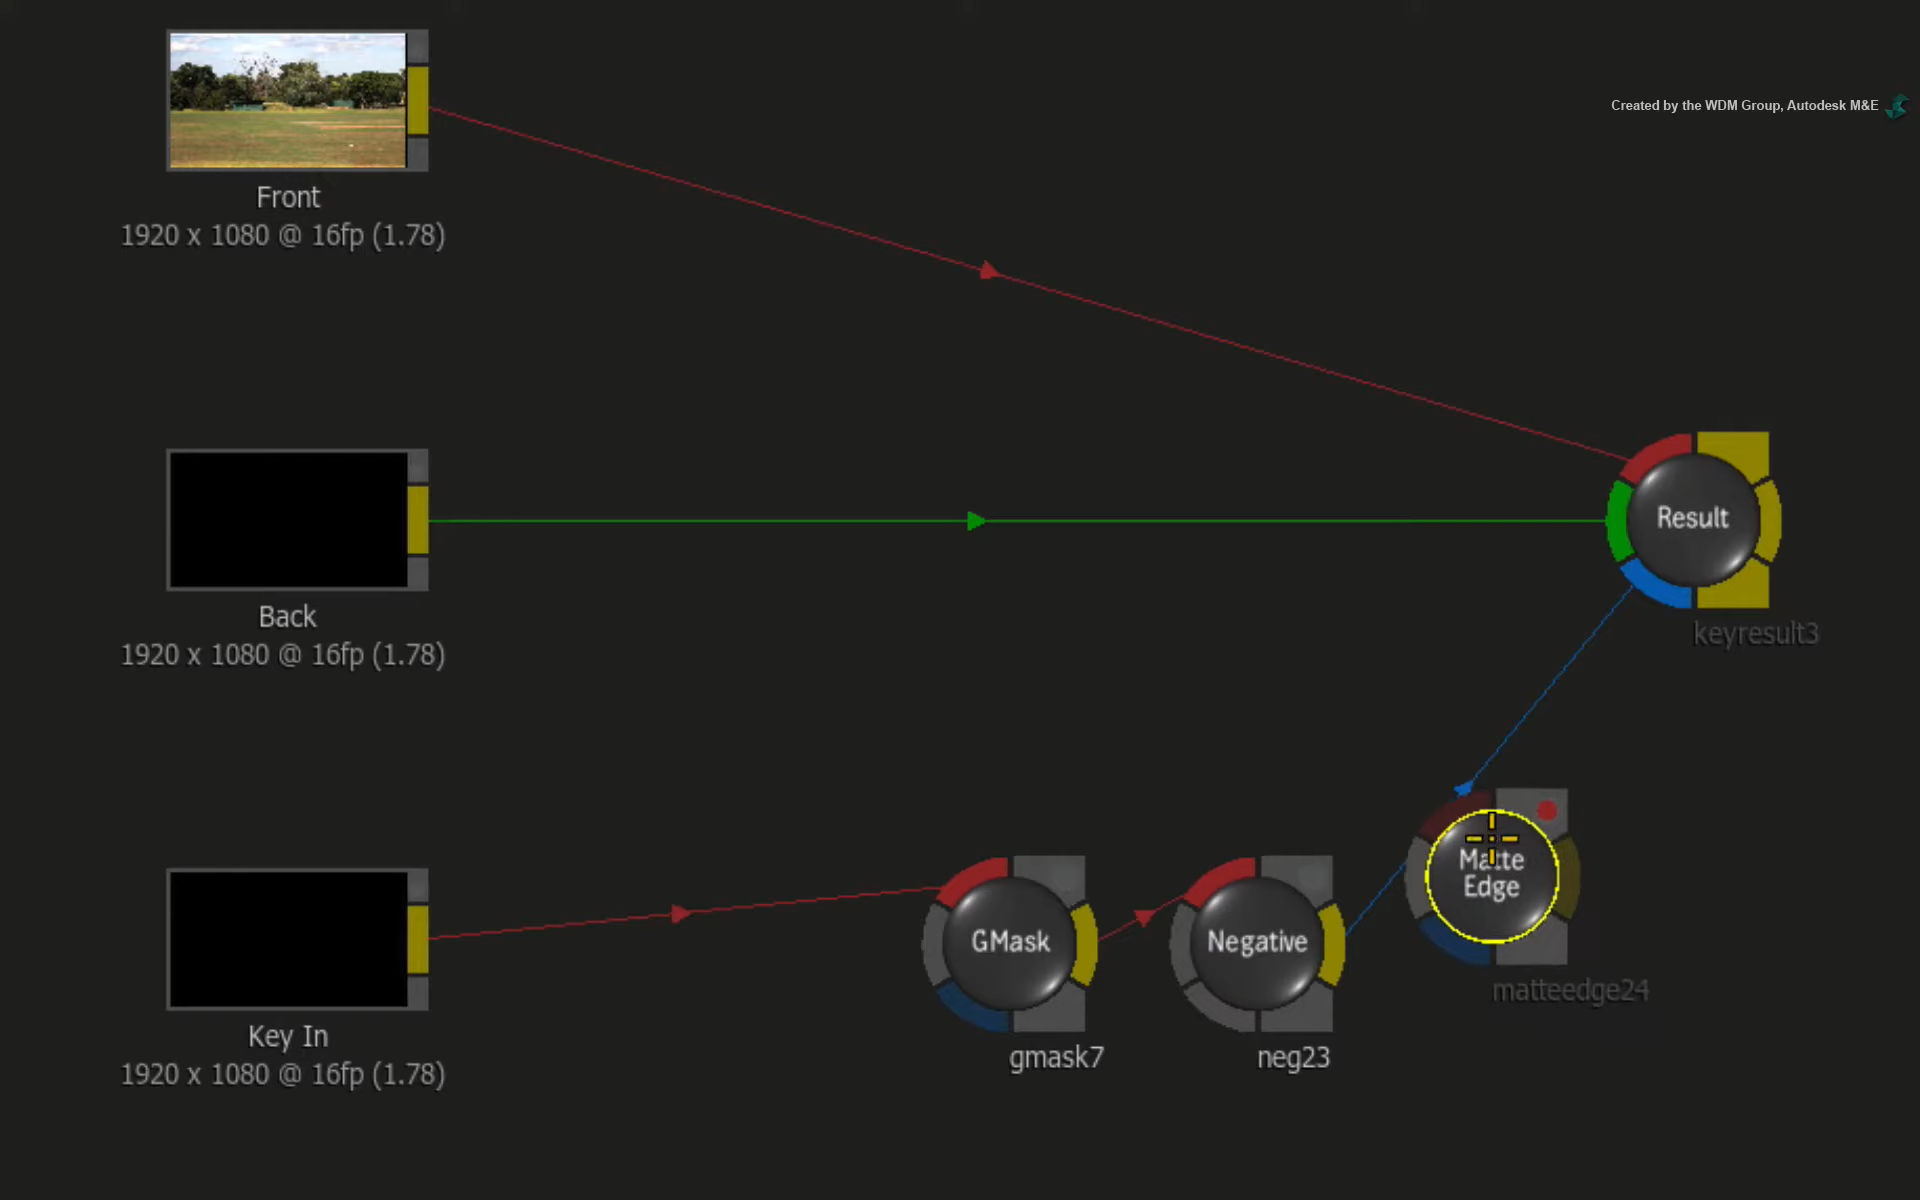 Created by the WDM Group, Autodesk M&E
Front
1920 x 1080 @ 16fp (1.78)
Result
keyresult3
Back
1920 x 1080 @ 16fp (1.78)
Matte
Edge
matteedge24
GMask
gmask7
Negative
neg23
Key In
1920 x 1080 @ 16fp (1.78)